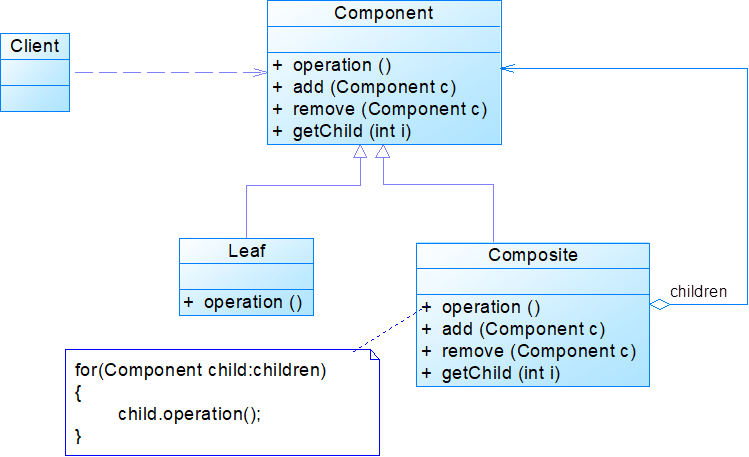 Component
+ operation ()
+ add (Component c)
+ remove (Component c)
+ getChild (int i)
Client
Leaf
+ operation ()
Composite
+ operation ()
+ add (Component c)
+ remove (Component c)
+ getChild (int i)
children
for(Component child:children)
{
child.operation();
}